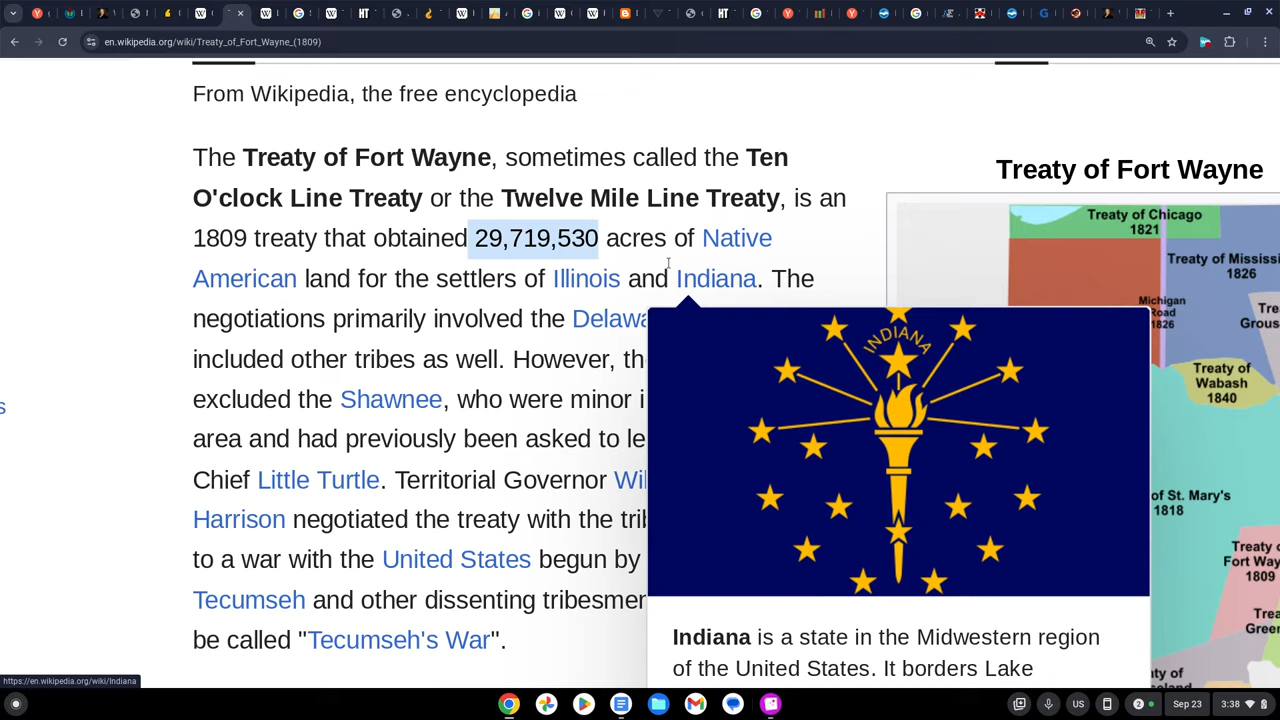 en.wikipedia.org/wiki/Treaty_of_Fort_Wayne_(1809)
From Wikipedia, the free encyclopedia
The Treaty of Fort Wayne, sometimes called the Ten
O'clock Line Treaty or the Twelve Mile Line Treaty, is an
1809 treaty that obtained 29,719,530 acres of Native
American land for the settlers of Illinois and Indiana. The
negotiations primarily involved the Delawa
included other tribes as well. However, th
excluded the Shawnee, who were minor i
area and had previously been asked to le
Chief Little Turtle. Territorial Governor Wil
Harrison negotiated the treaty with the trib
to a war with the United States begun by
Tecumseh and other dissenting tribesmen
be called "Tecumseh's War".
INDIANA
Indiana is a state in the Midwestern region
of the United States. It borders Lake
Treaty of Fort Wayne
Treaty of Chicago
1821
Treaty of Mississi
1826
Michigan
Road
1826
Trea
Grous
Treaty of
Wabash
1840
of St. Mary's
1818
Treaty o
Fort Way
1809
Trea
Green
ty of
https://en.wikipedia.org/wiki/Indiana
US
2
Sep 23
3:38